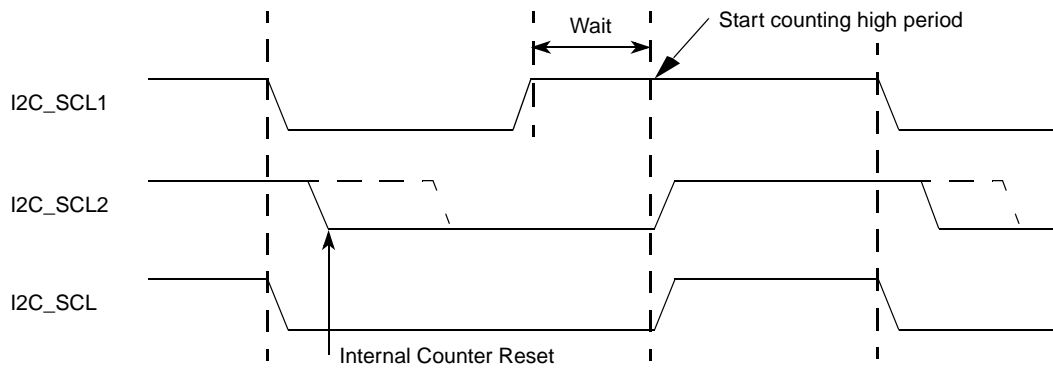 Start counting high period
Wait
I2C_SCL1
I2C_SCL2
I2C_SCL
Internal Counter Reset